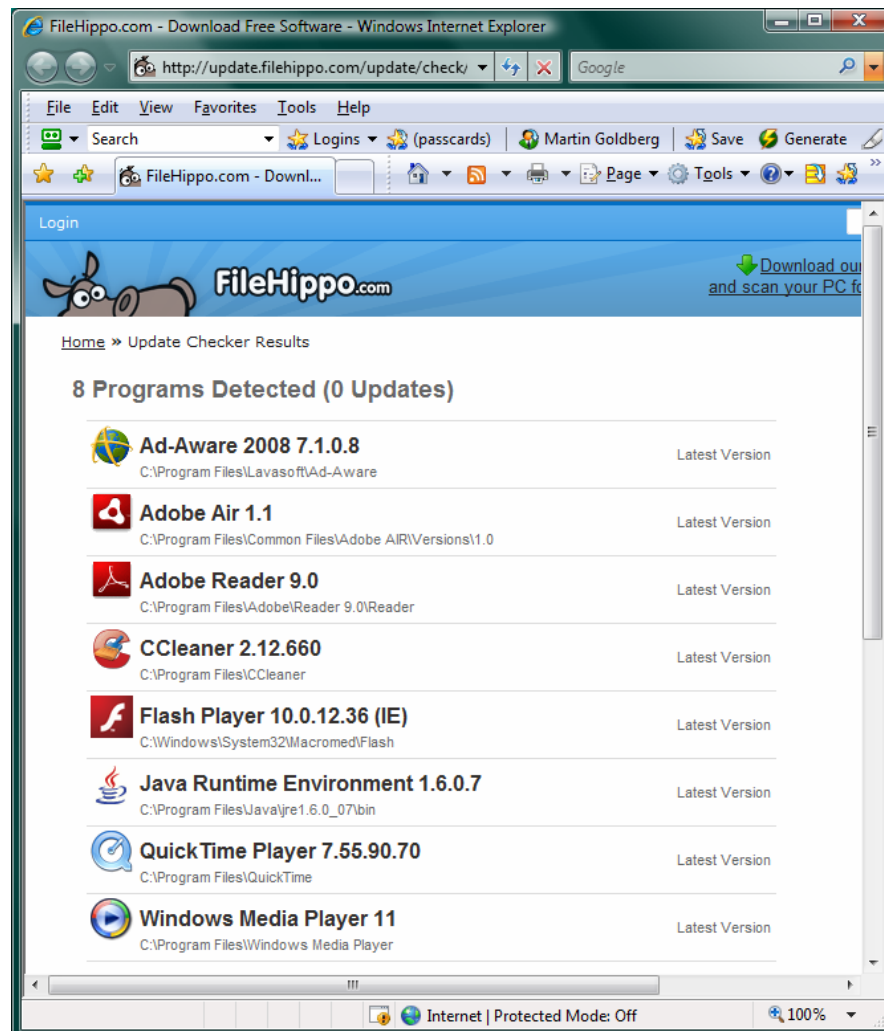 FileHippo.com - Download Free Software - Windows Internet Explorer
http://update.filehippo.com/update/check/
Google
File Edit View Favorites Tools Help
Search Logins (passcards) Martin Goldberg Save Generate
FileHippo.com - Downl... Page Tools
Login
FileHippo.com
Download our
and scan your PC fo
Home » Update Checker Results
8 Programs Detected (0 Updates)
Ad-Aware 2008 7.1.0.8
Latest Version
C:\Program Files\Lavasoft\Ad-Aware
Adobe Air 1.1
Latest Version
C:\Program Files\Common Files\Adobe AIR\Versions\1.0
Adobe Reader 9.0
Latest Version
C:\Program Files\Adobe\Reader 9.0\Reader
CCleaner 2.12.660
Latest Version
C:\Program Files\CCleaner
Flash Player 10.0.12.36 (IE)
Latest Version
C:\Windows\System32\Macromed\Flash
Java Runtime Environment 1.6.0.7
Latest Version
C:\Program Files\Java\jre1.6.0_07\bin
QuickTime Player 7.55.90.70
Latest Version
C:\Program Files\QuickTime
Windows Media Player 11
Latest Version
C:\Program Files\Windows Media Player
Internet | Protected Mode: Off
100%